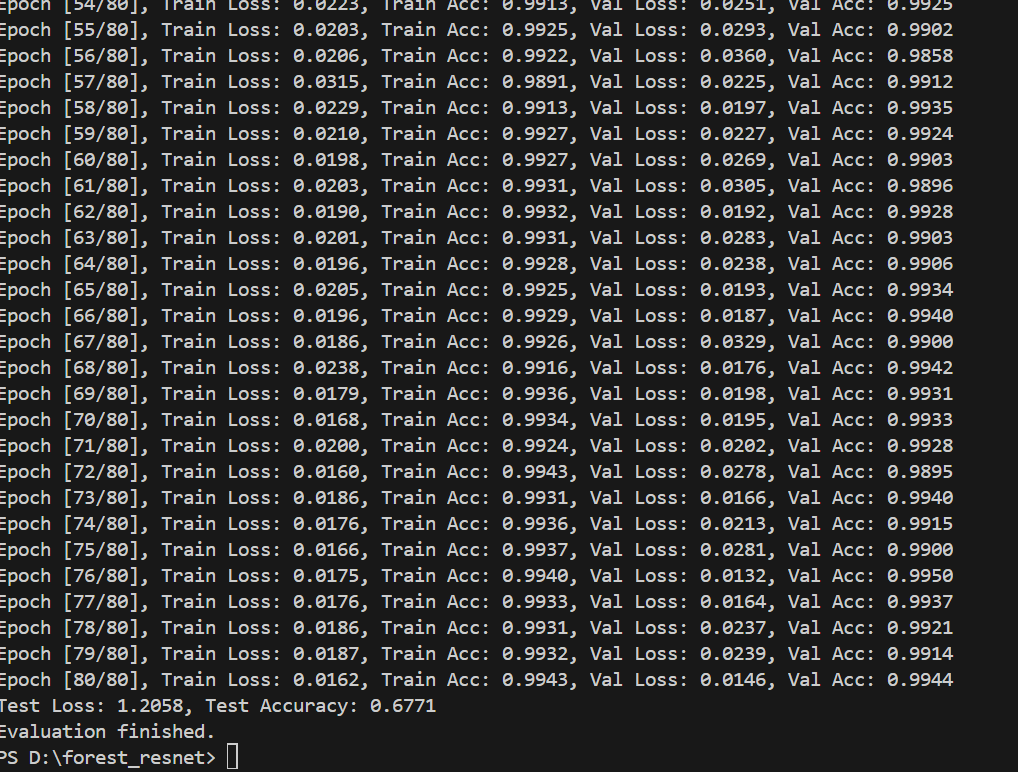 Epoch [54/80], Train Loss: 0.0223, Train Acc: 0.9913, Val Loss: 0.0251, Val Acc: 0.9925
Epoch [55/80], Train Loss: 0.0203, Train Acc: 0.9925, Val Loss: 0.0293, Val Acc: 0.9902
Epoch [56/80], Train Loss: 0.0206, Train Acc: 0.9922, Val Loss: 0.0360, Val Acc: 0.9858
Epoch [57/80], Train Loss: 0.0315, Train Acc: 0.9891, Val Loss: 0.0225, Val Acc: 0.9912
Epoch [58/80], Train Loss: 0.0229, Train Acc: 0.9913, Val Loss: 0.0197, Val Acc: 0.9935
Epoch [59/80], Train Loss: 0.0210, Train Acc: 0.9927, Val Loss: 0.0227, Val Acc: 0.9924
Epoch [60/80], Train Loss: 0.0198, Train Acc: 0.9927, Val Loss: 0.0269, Val Acc: 0.9903
Epoch [61/80], Train Loss: 0.0203, Train Acc: 0.9931, Val Loss: 0.0305, Val Acc: 0.9896
Epoch [62/80], Train Loss: 0.0190, Train Acc: 0.9932, Val Loss: 0.0192, Val Acc: 0.9928
Epoch [63/80], Train Loss: 0.0201, Train Acc: 0.9931, Val Loss: 0.0283, Val Acc: 0.9903
Epoch [64/80], Train Loss: 0.0196, Train Acc: 0.9928, Val Loss: 0.0238, Val Acc: 0.9906
Epoch [65/80], Train Loss: 0.0205, Train Acc: 0.9925, Val Loss: 0.0193, Val Acc: 0.9934
Epoch [66/80], Train Loss: 0.0196, Train Acc: 0.9929, Val Loss: 0.0187, Val Acc: 0.9940
Epoch [67/80], Train Loss: 0.0186, Train Acc: 0.9926, Val Loss: 0.0329, Val Acc: 0.9900
Epoch [68/80], Train Loss: 0.0238, Train Acc: 0.9916, Val Loss: 0.0176, Val Acc: 0.9942
Epoch [69/80], Train Loss: 0.0179, Train Acc: 0.9936, Val Loss: 0.0198, Val Acc: 0.9931
Epoch [70/80], Train Loss: 0.0168, Train Acc: 0.9934, Val Loss: 0.0195, Val Acc: 0.9933
Epoch [71/80], Train Loss: 0.0200, Train Acc: 0.9924, Val Loss: 0.0202, Val Acc: 0.9928
Epoch [72/80], Train Loss: 0.0160, Train Acc: 0.9943, Val Loss: 0.0278, Val Acc: 0.9895
Epoch [73/80], Train Loss: 0.0186, Train Acc: 0.9931, Val Loss: 0.0166, Val Acc: 0.9940
Epoch [74/80], Train Loss: 0.0176, Train Acc: 0.9936, Val Loss: 0.0213, Val Acc: 0.9915
Epoch [75/80], Train Loss: 0.0166, Train Acc: 0.9937, Val Loss: 0.0281, Val Acc: 0.9900
Epoch [76/80], Train Loss: 0.0175, Train Acc: 0.9940, Val Loss: 0.0132, Val Acc: 0.9950
Epoch [77/80], Train Loss: 0.0176, Train Acc: 0.9933, Val Loss: 0.0164, Val Acc: 0.9937
Epoch [78/80], Train Loss: 0.0186, Train Acc: 0.9931, Val Loss: 0.0237, Val Acc: 0.9921
Epoch [79/80], Train Loss: 0.0187, Train Acc: 0.9932, Val Loss: 0.0239, Val Acc: 0.9914
Epoch [80/80], Train Loss: 0.0162, Train Acc: 0.9943, Val Loss: 0.0146, Val Acc: 0.9944
Test Loss: 1.2058, Test Accuracy: 0.6771
Evaluation finished.
PS D:\forest_resnet>